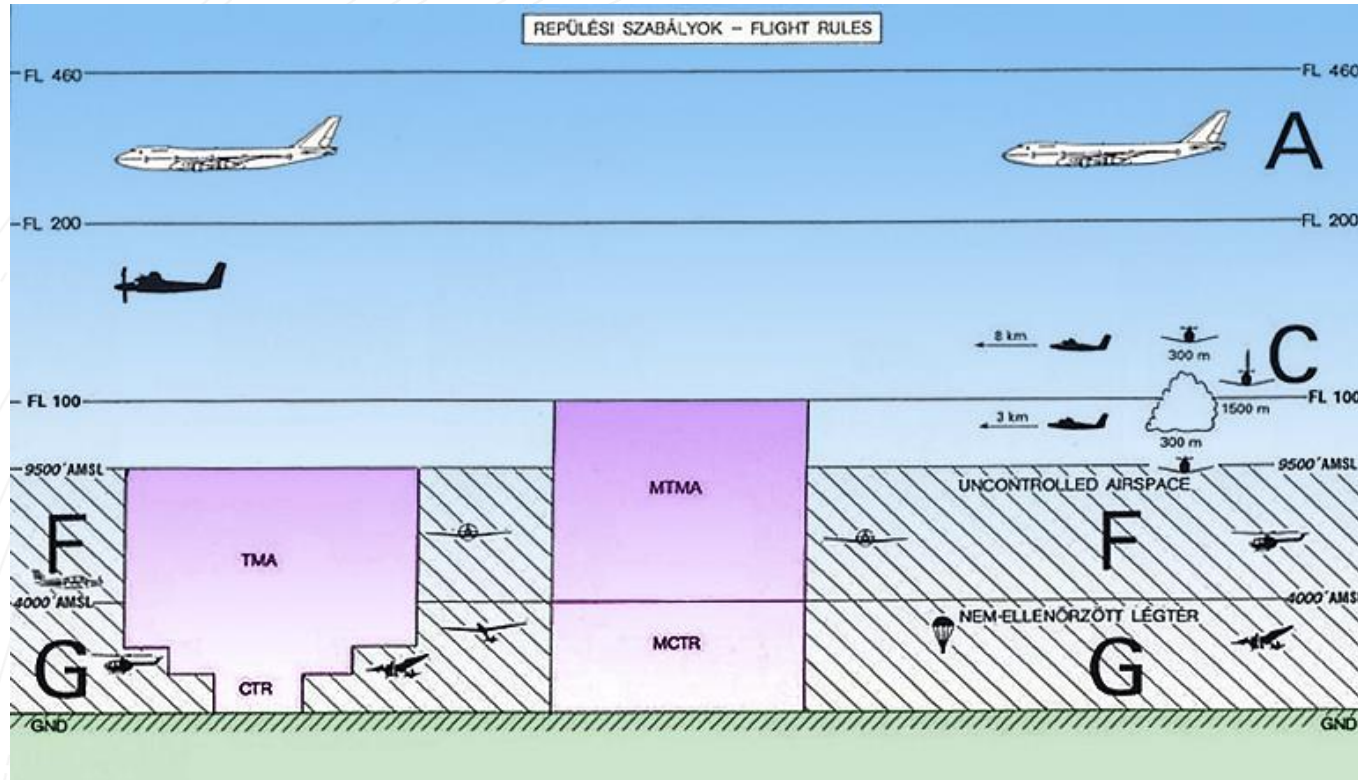 REPÜLÉSI SZABÁLYOK – FLIGHT RULES
FL 460
FL 460
A
FL 200
FL 200
8 km
300 m
C
FL 100
FL 100
3 km
1500 m
300 m
9500' AMSL
9500' AMSL
MTMA
UNCONTROLLED AIRSPACE
F
TMA
F
4000' AMSL
4000' AMSL
NEM-ELLENŐRZÖTT LÉGTÉR
MCTR
G
G
CTR
GND
GND